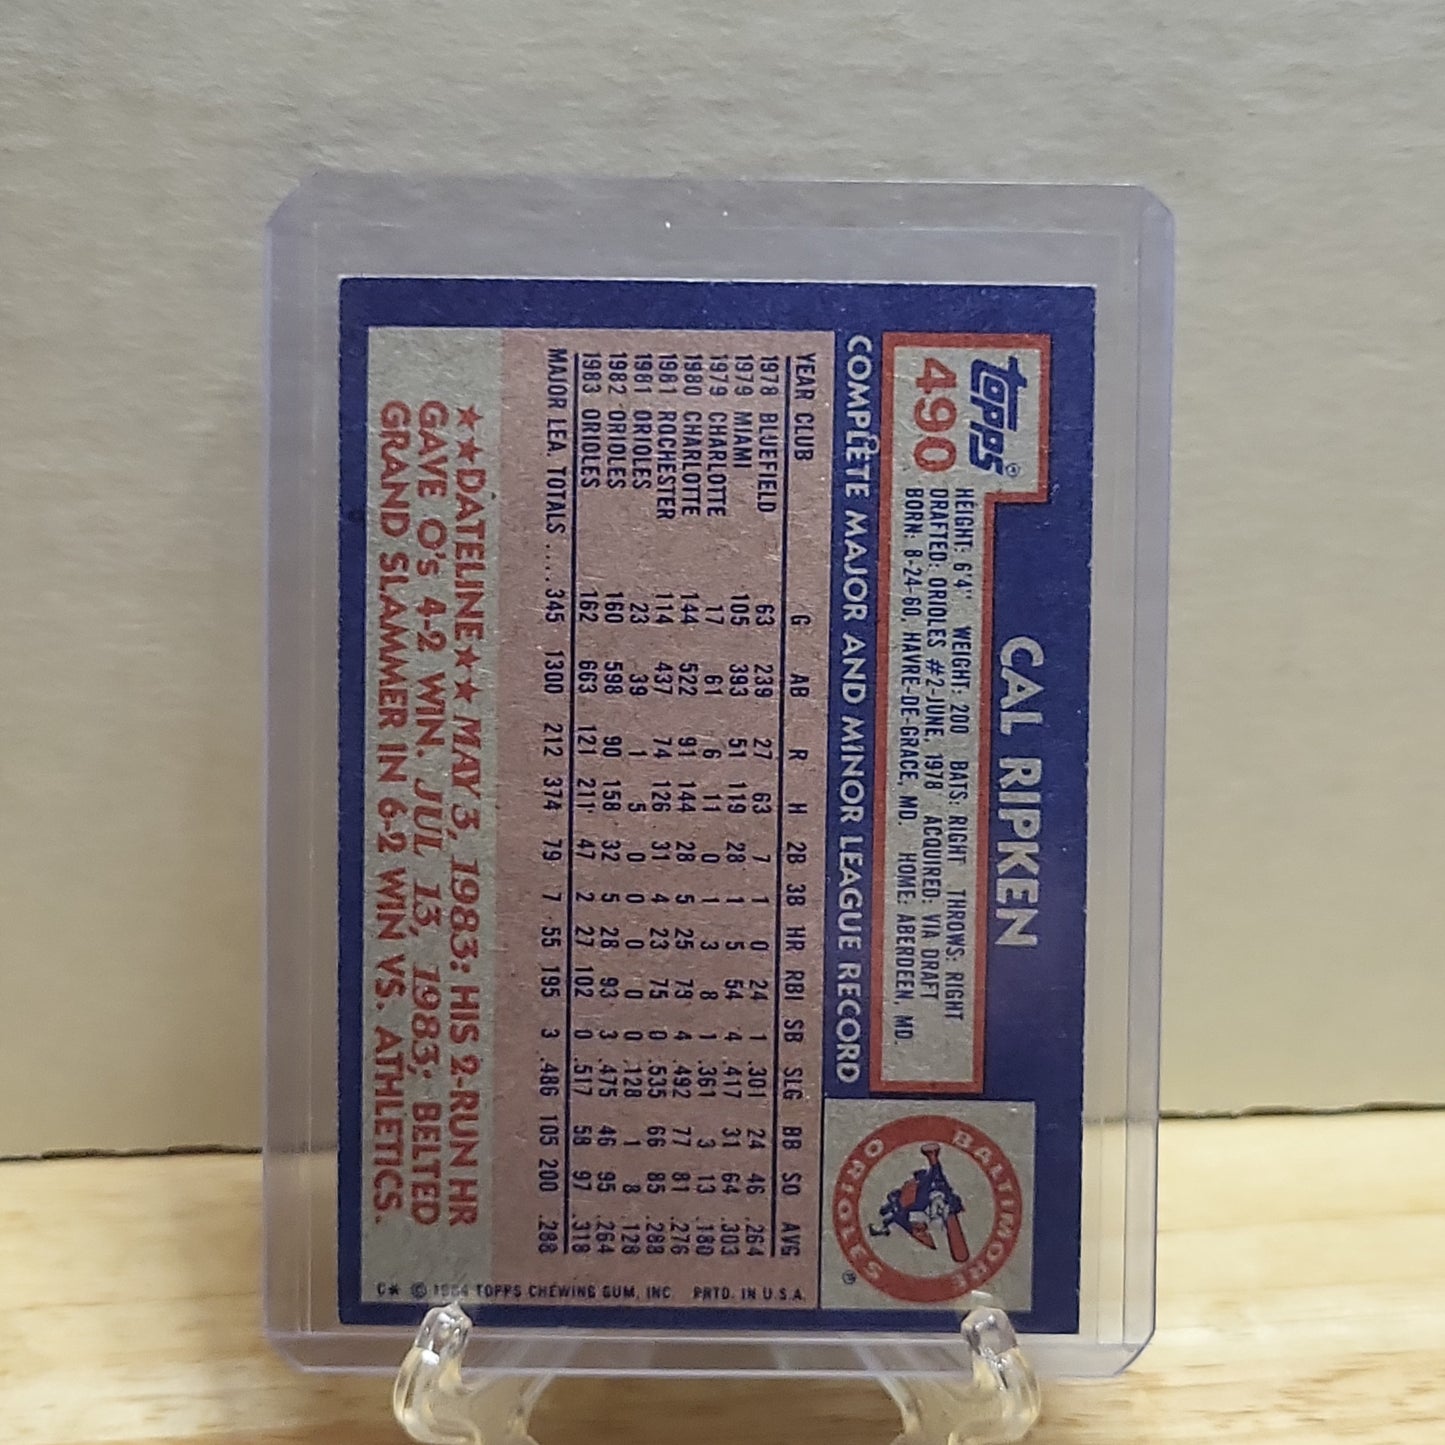 topps®
490
CAL RIPKEN
HEIGHT: 6'4" WEIGHT: 200 BATS: RIGHT THROWS: RIGHT
DRAFTED: ORIOLES #2-JUNE, 1978 ACQUIRED: VIA DRAFT
BORN: 8-24-60, HAVRE-DE-GRACE, MD. HOME: ABERDEEN, MD.
BALTIMORE
ORIOLES
®
COMPLETE MAJOR AND MINOR LEAGUE RECORD
YEAR CLUB G AB R H 2B 3B HR RBI SB SLG BB SO AVG
1978 BLUEFIELD 63 239 27 63 7 1 0 24 1 .301 24 46 .264
1979 MIAMI 105 393 51 119 28 1 5 54 4 .417 31 64 .303
1979 CHARLOTTE 17 61 6 11 0 1 3 8 1 .361 3 13 .180
1980 CHARLOTTE 144 522 91 144 28 5 25 79 4 .492 77 81 .276
1981 ROCHESTER 114 437 74 126 31 4 23 75 0 .535 66 85 .288
1981 ORIOLES 23 39 1 5 0 0 0 0 0 .128 1 8 .128
1982 ORIOLES 160 598 90 158 32 5 28 93 3 .475 46 95 .264
1983 ORIOLES 162 663 121 211 47 2 27 102 0 .517 58 97 .318
MAJOR LEA. TOTALS .... 345 1300 212 374 79 7 55 195 3 .486 105 200 .288
★★DATELINE★★ MAY 3, 1983: HIS 2-RUN HR
GAVE O's 4-2 WIN. JUL 13, 1983; BELTED
GRAND SLAMMER IN 6-2 WIN VS. ATHLETICS.
C* © 1984 TOPPS CHEWING GUM, INC. PRTD. IN U.S.A.